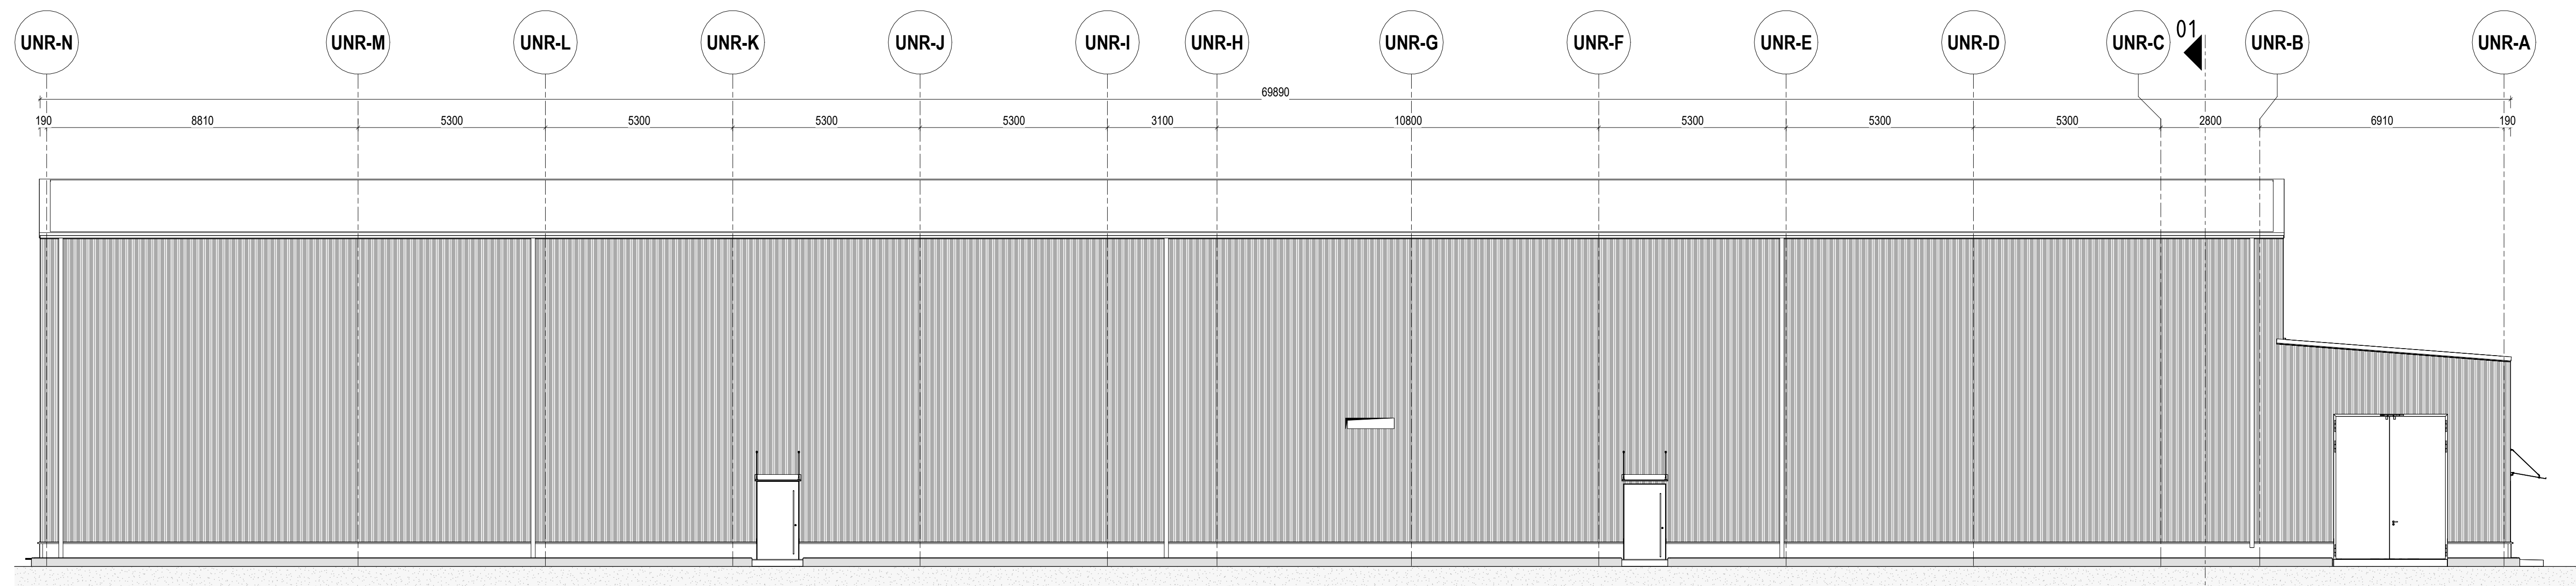 UNR-N UNR-M UNR-L UNR-K UNR-J UNR-I UNR-H UNR-G UNR-F UNR-E UNR-D UNR-C 01 UNR-B UNR-A
69890
190 8810 5300 5300 5300 5300 3100 10800 5300 5300 5300 2800 6910 190